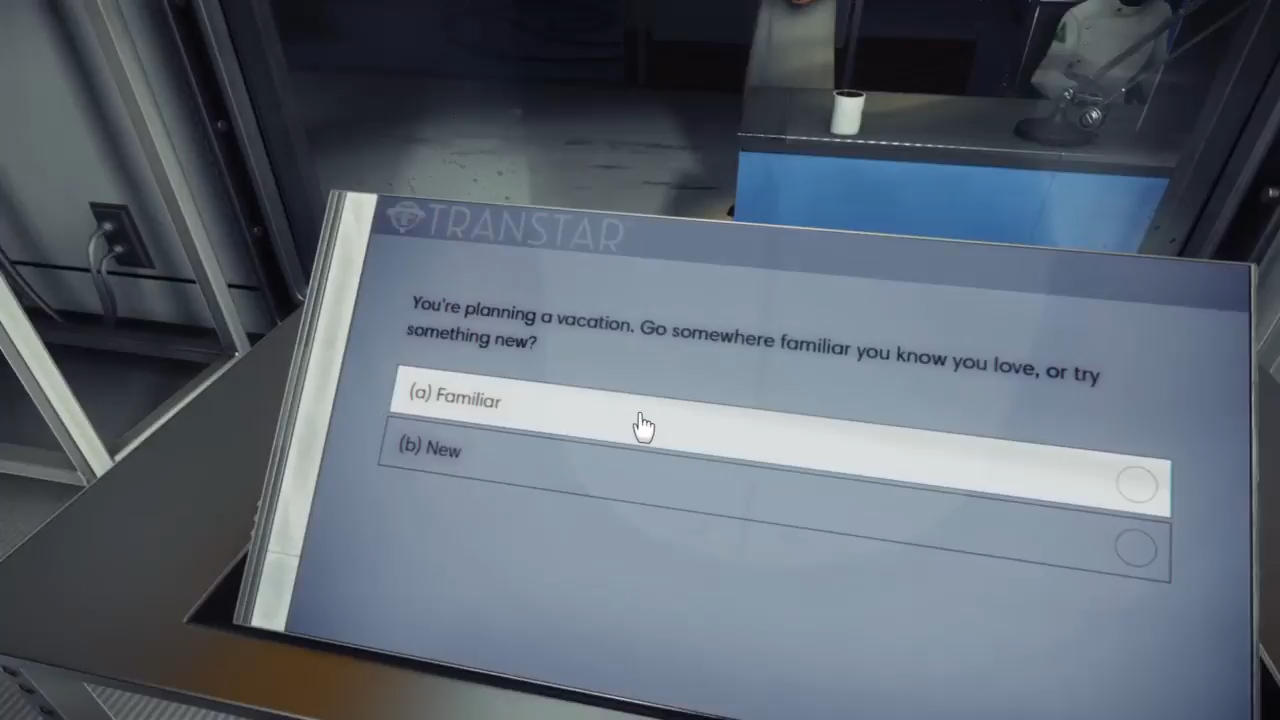 TRANSTAR
You're planning a vacation. Go somewhere familiar you know you love, or try
something new?
(a) Familiar
(b) New